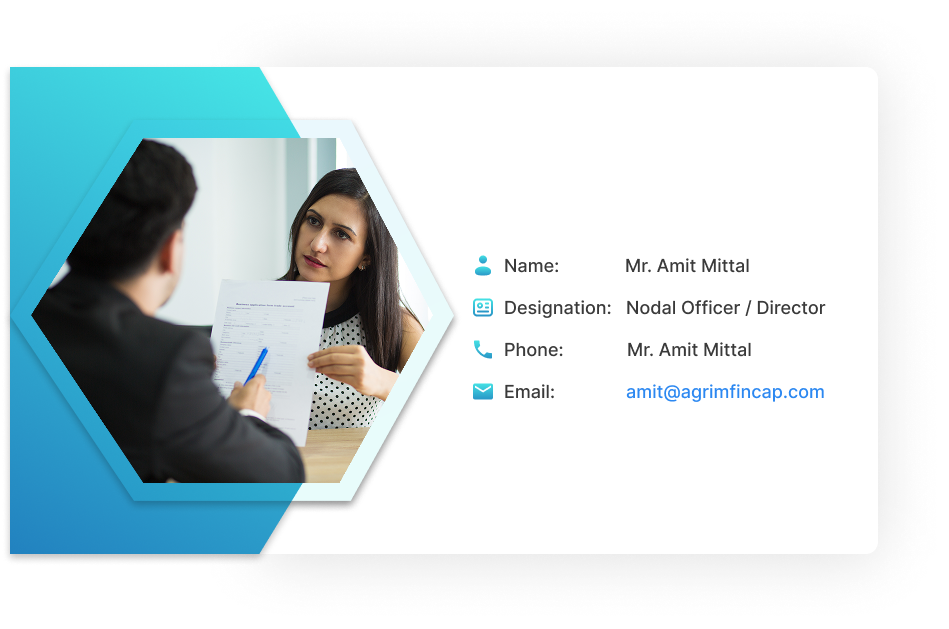 Name: Mr. Amit Mittal
Designation: Nodal Officer / Director
Phone: Mr. Amit Mittal
Email: amit@agrimfincap.com